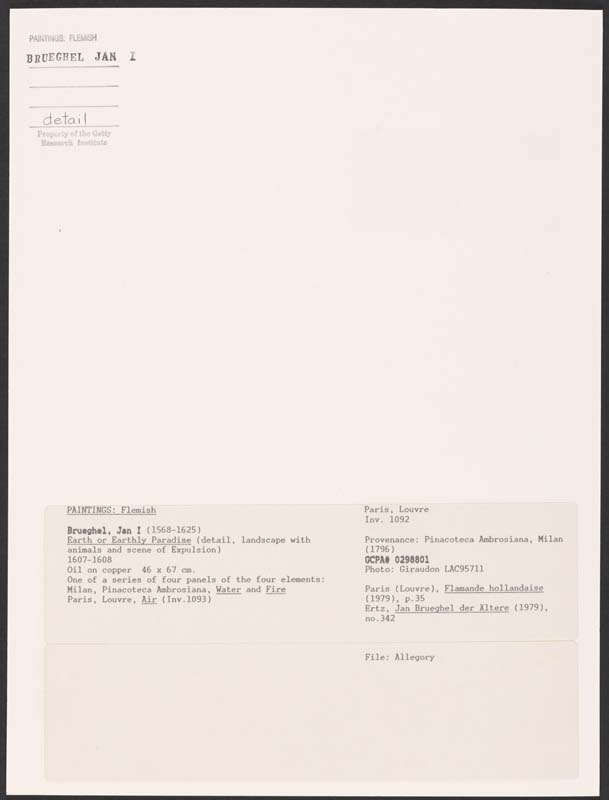 PAINTINGS: FLEMISH
BRUEGHEL JAN I
detail
Property of the Getty
Research Institute
PAINTINGS: Flemish
Brueghel, Jan I (1568-1625)
Earth or Earthly Paradise (detail, landscape with
animals and scene of Expulsion)
1607-1608
Oil on copper 46 x 67 cm.
One of a series of four panels of the four elements:
Milan, Pinacoteca Ambrosiana, Water and Fire
Paris, Louvre, Air (Inv.1093)
Paris, Louvre
Inv. 1092
Provenance: Pinacoteca Ambrosiana, Milan
(1796)
GCPA# 0298801
Photo: Giraudon LAC95711
Paris (Louvre), Flamande hollandaise
(1979), p.35
Ertz, Jan Brueghel der Altere (1979),
no.342
File: Allegory